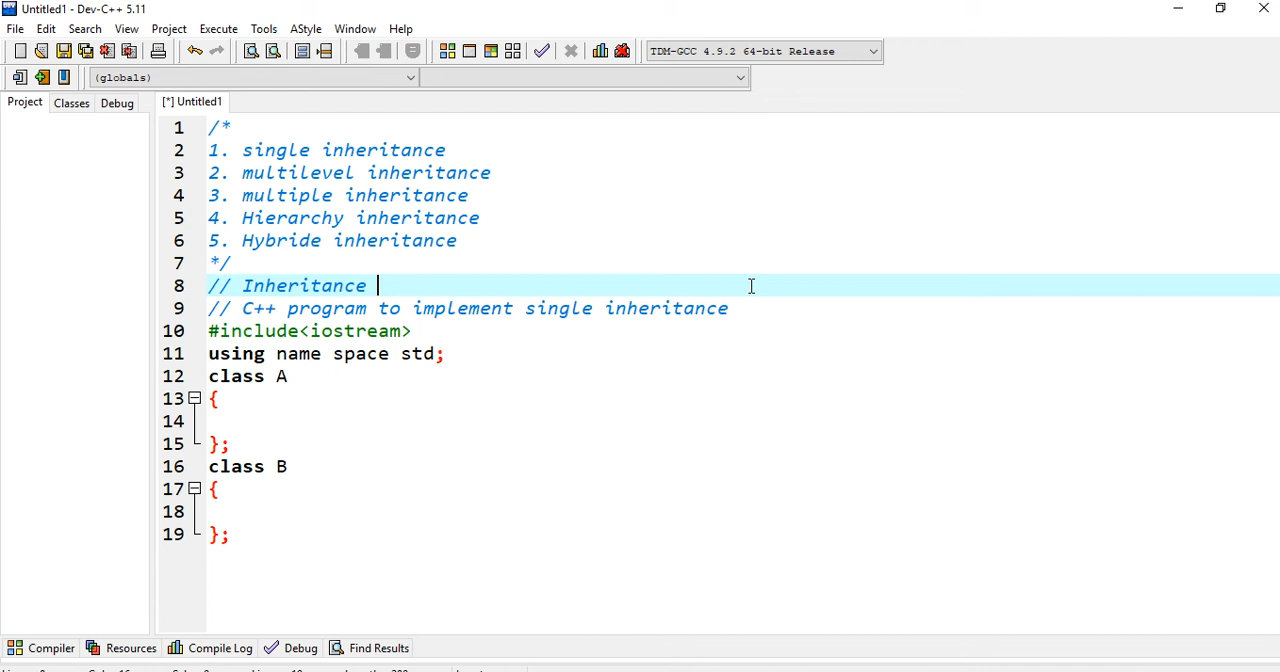 Untitled1 - Dev-C++ 5.11
File Edit Search View Project Execute Tools AStyle Window Help
TDM-GCC 4.9.2 64-bit Release
(globals)
Project Classes Debug [*] Untitled1
1 /*
2 1. single inheritance
3 2. multilevel inheritance
4 3. multiple inheritance
5 4. Hierarchy inheritance
6 5. Hybride inheritance
7 */
8 // Inheritance
9 // C++ program to implement single inheritance
10 #include<iostream>
11 using name space std;
12 class A
13 {
14
15 };
16 class B
17 {
18
19 };
Compiler Resources Compile Log Debug Find Results